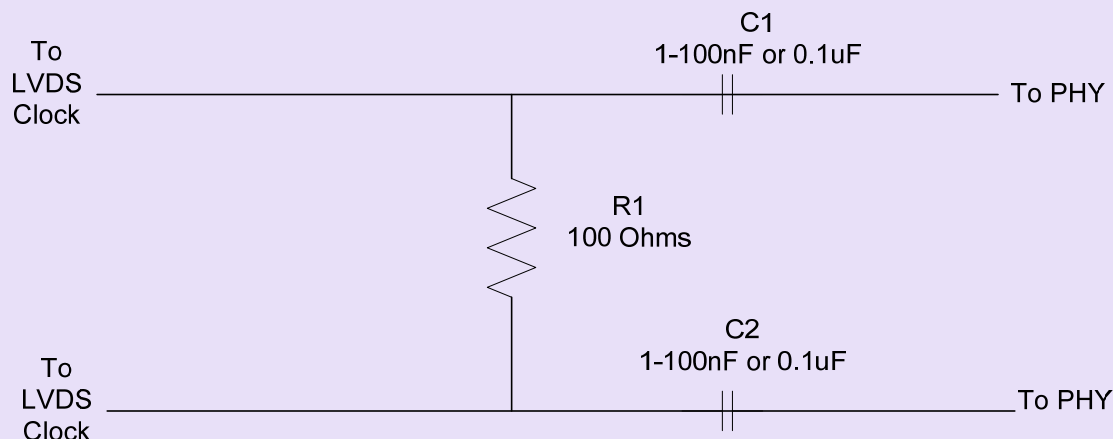 To
LVDS
Clock
C1
1-100nF or 0.1uF
To PHY
R1
100 Ohms
C2
1-100nF or 0.1uF
To
LVDS
Clock
To PHY